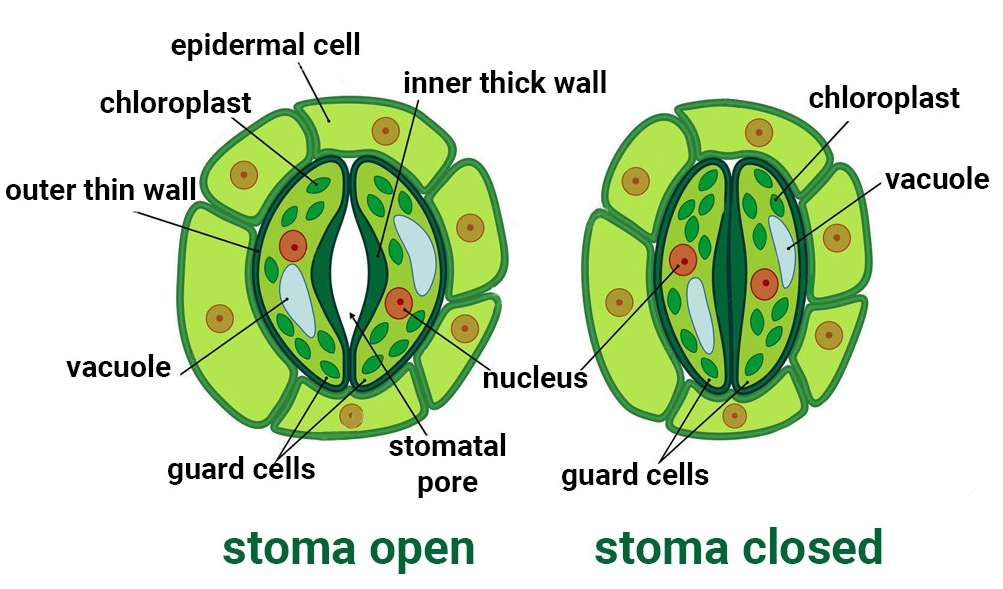 epidermal cell
inner thick wall
chloroplast
outer thin wall
vacuole
guard cells
stomatal
pore
nucleus
chloroplast
vacuole
guard cells
stoma open
stoma closed